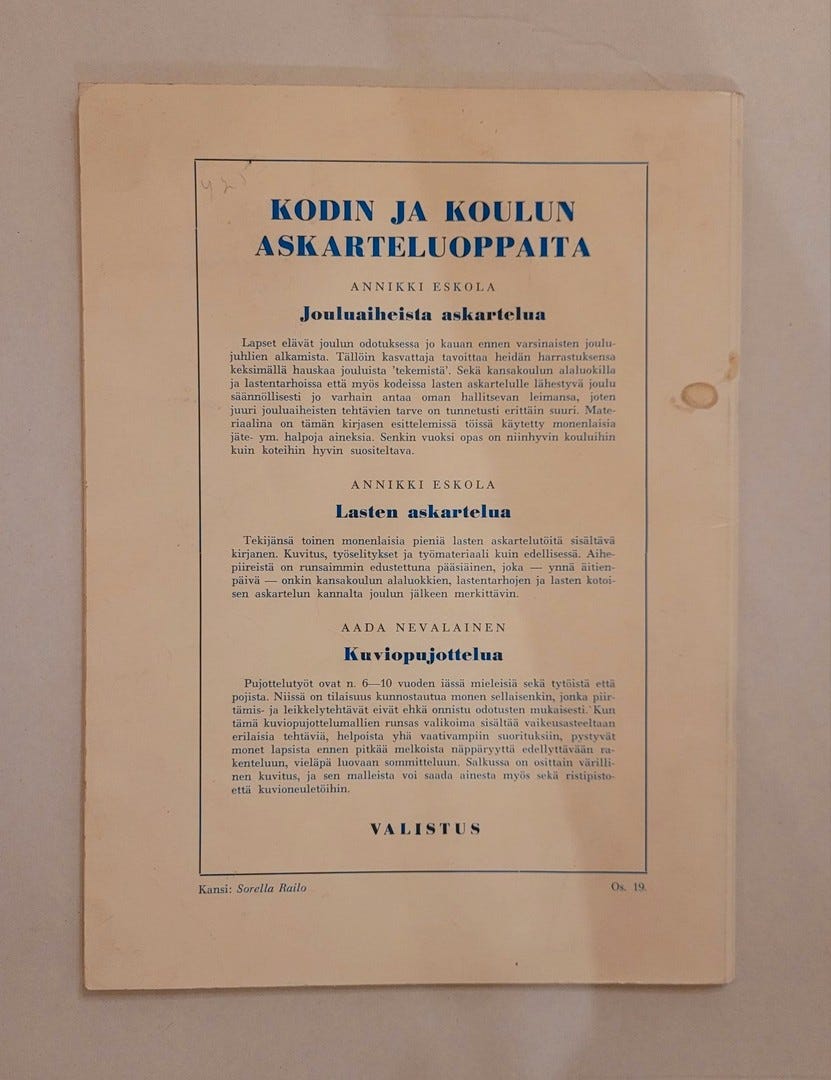 KODIN JA KOULUN
ASKARTELUOPPAITA
ANNIKKI ESKOLA
Jouluaiheista askartelua
Lapset elävät joulun odotuksessa jo kauan ennen varsinaisten joulu-
juhlien alkamista. Tällöin kasvattaja tavoittaa heidän harrastuksensa
keksimällä hauskaa jouluista 'tekemistä'. Sekä kansakoulun alaluokilla
ja lastentarhoissa että myös kodeissa lasten askartelulle lähestyvä joulu
säännöllisesti jo varhain antaa oman hallitsevan leimansa, joten
juuri jouluaiheisten tehtävien tarve on tunnetusti erittäin suuri. Mate-
riaalina on tämän kirjasen esittelemissä töissä käytetty monenlaisia
jäte- ym. halpoja aineksia. Senkin vuoksi opas on niinhyvin kouluihin
kuin koteihin hyvin suositeltava.
ANNIKKI ESKOLA
Lasten askartelua
Tekijänsä toinen monenlaisia pieniä lasten askartelutöitä sisältävä
kirjanen. Kuvitus, työselitykset ja työmateriaali kuin edellisessä. Aihe-
piireistä on runsaimmin edustettuna pääsiäinen, joka — ynnä äitien-
päivä — onkin kansakoulun alaluokkien, lastentarhojen ja lasten kotoi-
sen askartelun kannalta joulun jälkeen merkittävin.
AADA NEVALAINEN
Kuviopujottelua
Pujottelutyöt ovat n. 6—10 vuoden iässä mieleisiä sekä tytöistä että
pojista. Niissä on tilaisuus kunnostautua monen sellaisenkin, jonka piir-
tämis- ja leikkelytehtävät eivät ehkä onnistu odotusten mukaisesti. Kun
tämä kuviopujottelumallien runsas valikoima sisältää vaikeusasteeltaan
erilaisia tehtäviä, helpoista yhä vaativampiin suorituksiin, pystyvät
monet lapsista ennen pitkää melkoista näppäryyttä edellyttävään ra-
kenteluun, vieläpä luovaan sommitteluun. Salkussa on osittain värilli-
nen kuvitus, ja sen malleista voi saada ainesta myös sekä ristipisto-
että kuvioneuletöihin.
VALISTUS
Kansi: Sorella Railo
Os. 19.